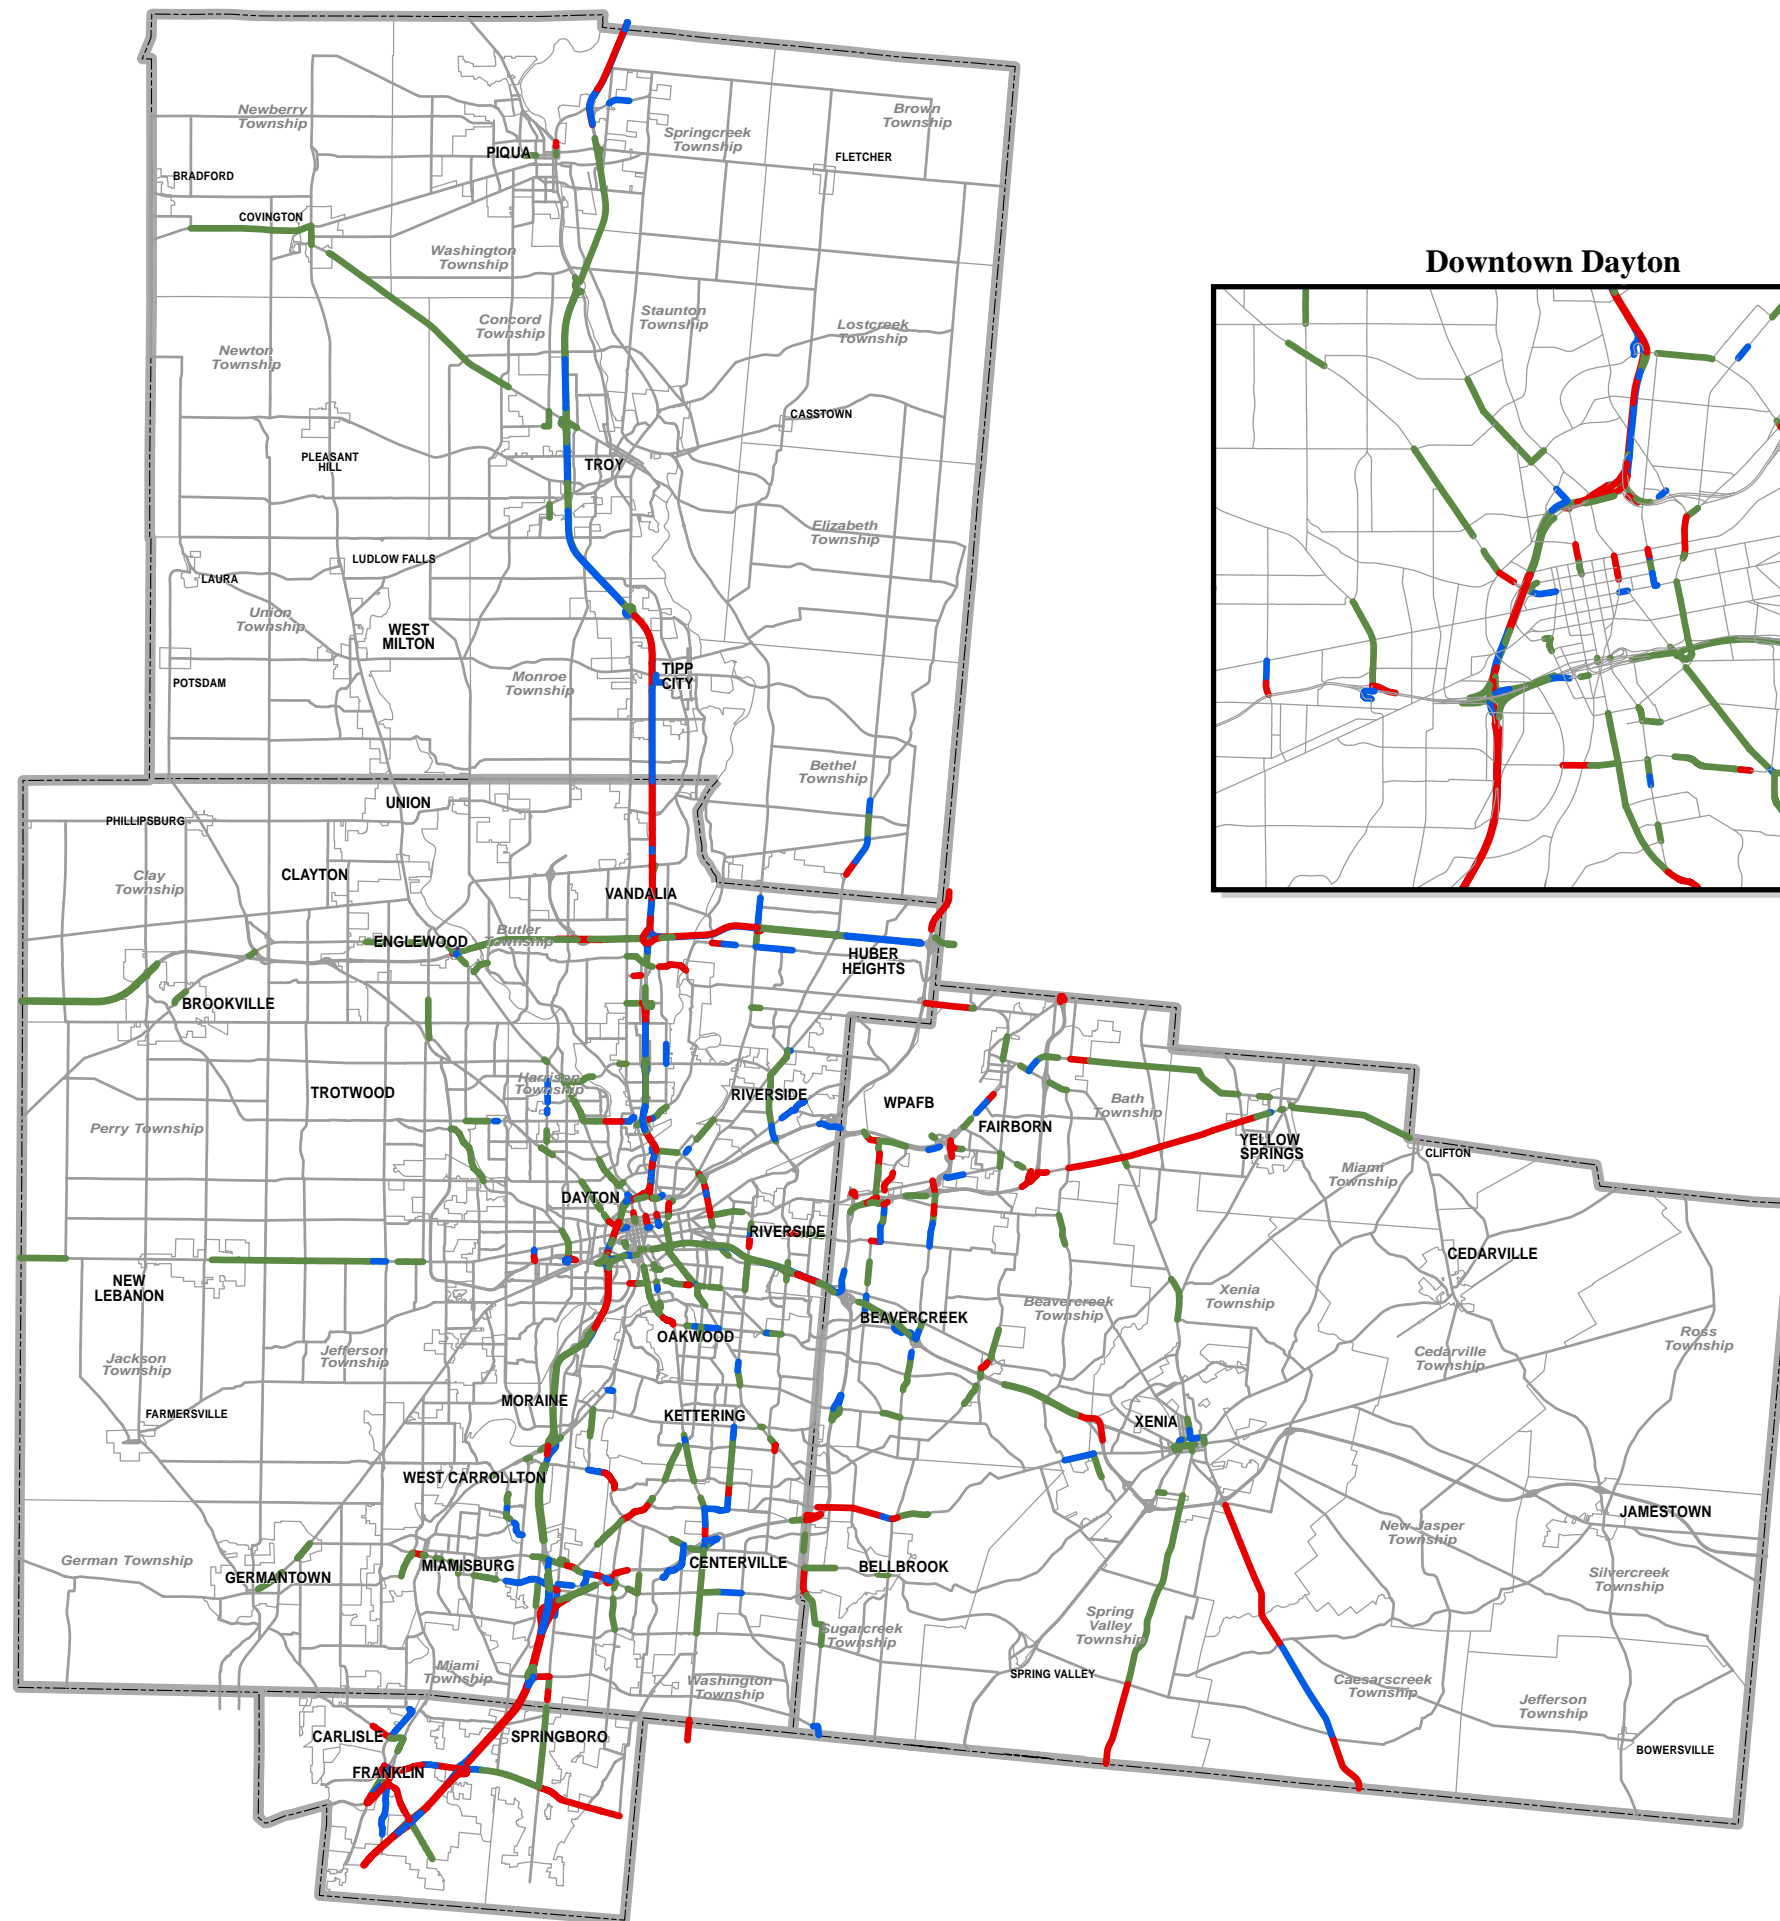 Newberry
Township
Brown
Township
Springcreek
Township
PIQUA
FLETCHER
BRADFORD
COVINGTON
Washington
Township
Downtown Dayton
Concord
Township
Staunton
Township
Lostcreek
Township
Newton
Township
CASSTOWN
PLEASANT
HILL
TROY
Elizabeth
Township
LUDLOW FALLS
LAURA
Union
Township
WEST
MILTON
TIPP
CITY
Monroe
Township
POTSDAM
Bethel
Township
UNION
PHILLIPSBURG
CLAYTON
Clay
Township
VANDALIA
Butler
Township
ENGLEWOOD
HUBER
HEIGHTS
BROOKVILLE
Harrison
Township
TROTWOOD
RIVERSIDE
WPAFB
Bath
Township
FAIRBORN
Perry Township
YELLOW
SPRINGS
CLIFTON
Miami
Township
DAYTON
RIVERSIDE
CEDARVILLE
NEW
LEBANON
Xenia
Township
Beavercreek
Township
BEAVERCREEK
OAKWOOD
Ross
Township
Jackson
Township
Jefferson
Township
Cedarville
Township
MORAINE
FARMERSVILLE
KETTERING
XENIA
WEST CARROLLTON
JAMESTOWN
New Jasper
Township
German Township
MIAMISBURG
CENTERVILLE
BELLBROOK
GERMANTOWN
Silvercreek
Township
Spring
Valley
Township
Sugarcreek
Township
Miami
Township
Washington
Township
SPRING VALLEY
Caesarscreek
Township
Jefferson
Township
CARLISLE
SPRINGBORO
BOWERSVILLE
FRANKLIN